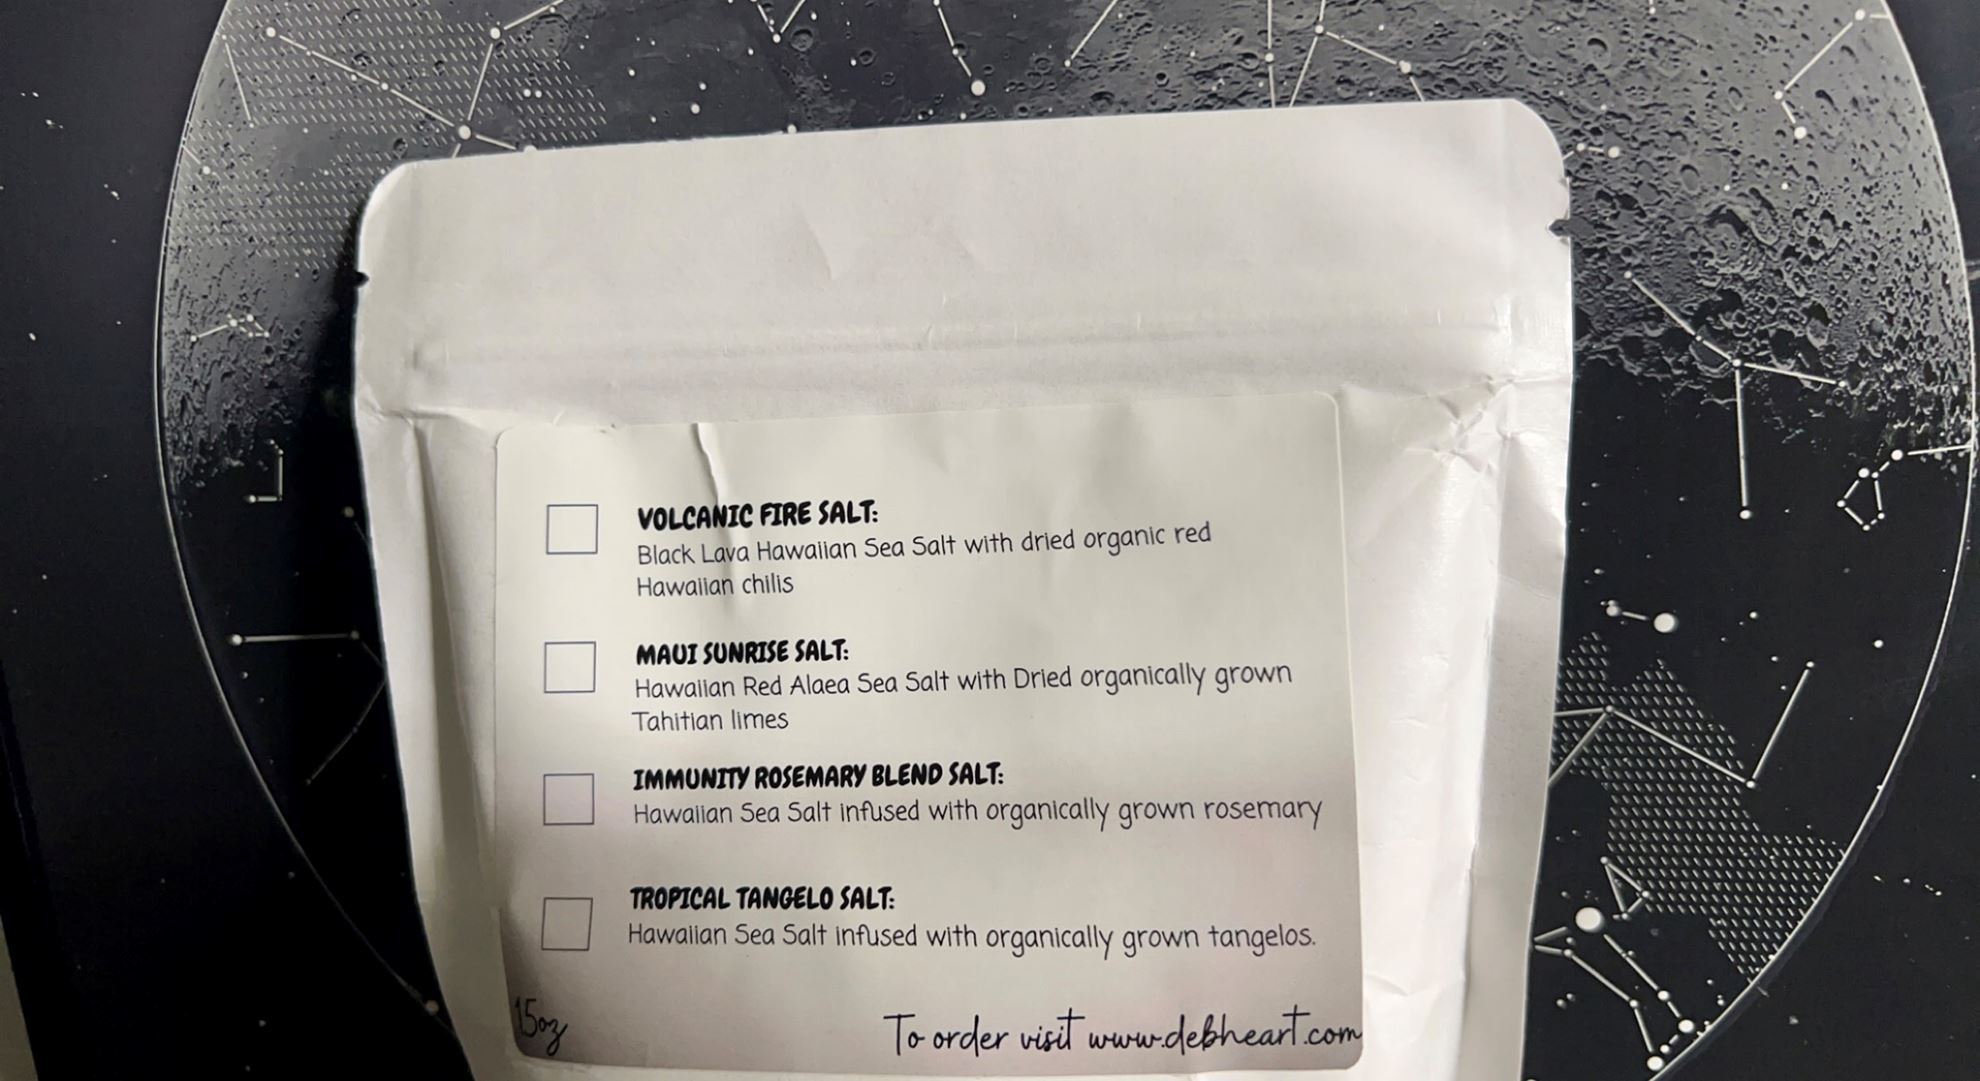 VOLCANIC FIRE SALT:
Black Lava Hawaiian Sea Salt with dried organic red
Hawaiian chilis
MAUI SUNRISE SALT:
Hawaiian Red Alaea Sea Salt with Dried organically grown
Tahitian limes
IMMUNITY ROSEMARY BLEND SALT:
Hawaiian Sea Salt infused with organically grown rosemary
TROPICAL TANGELO SALT:
Hawaiian Sea Salt infused with organically grown tangelos.
15oz
To order visit www.debheart.com